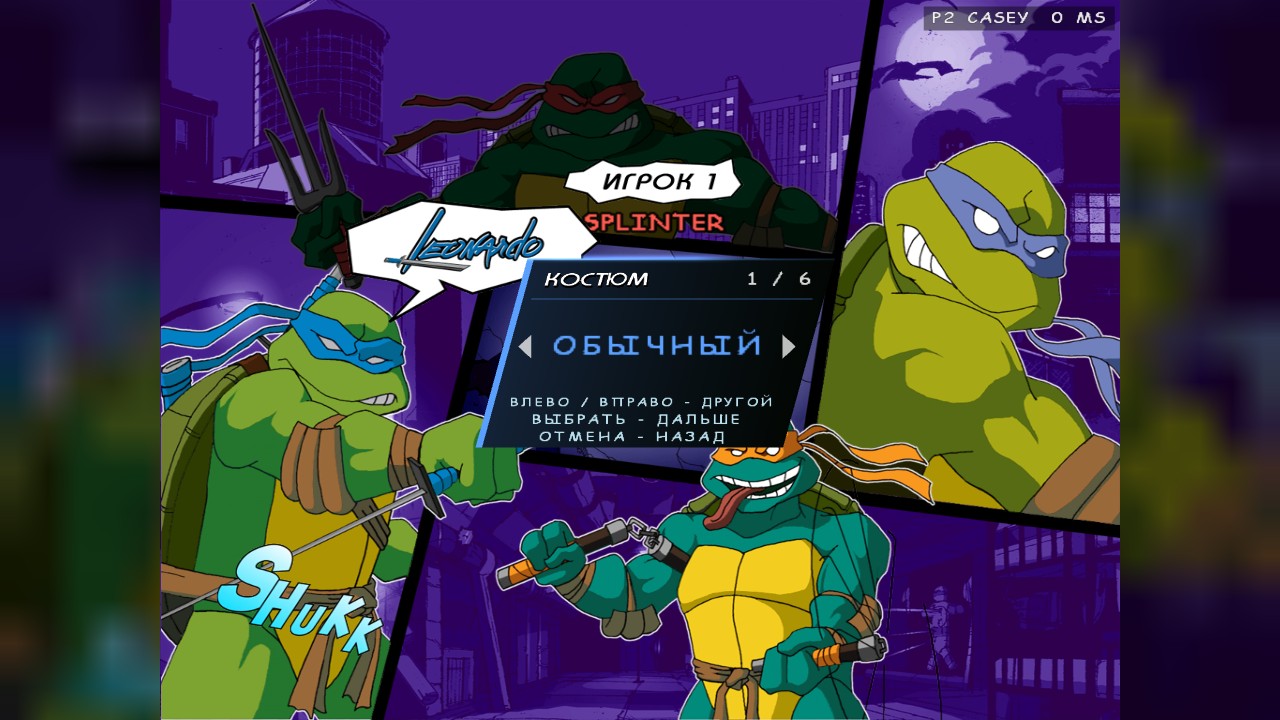 P2 CASEY 0 MS
ИГРОК 1
SPLINTER
Leonardo
КОСТЮМ 1 / 6
ОБЫЧНЫЙ
ВЛЕВО / ВПРАВО - ДРУГОЙ
ВЫБРАТЬ - ДАЛЬШЕ
ОТМЕНА - НАЗАД
SHUKK